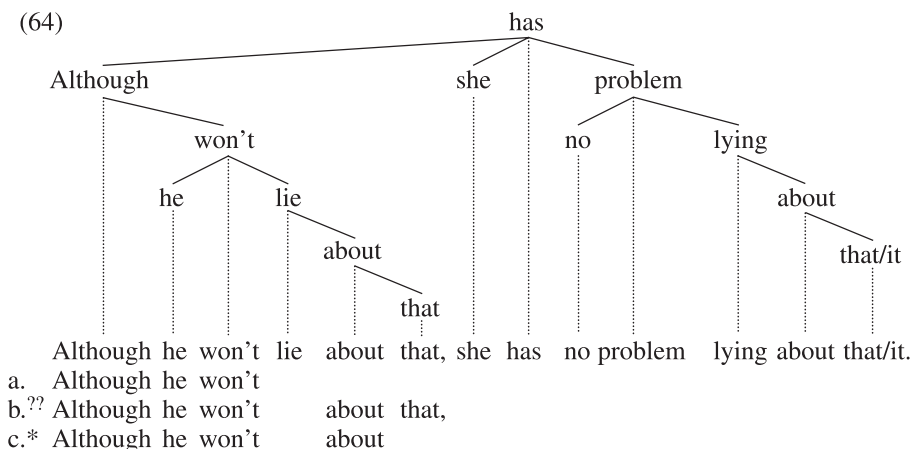 (64) has
Although she problem
won't no lying
he lie about
about that/it
that
Although he won't lie about that, she has no problem lying about that/it.
a. Although he won't
b.?? Although he won't about that,
c.* Although he won't about